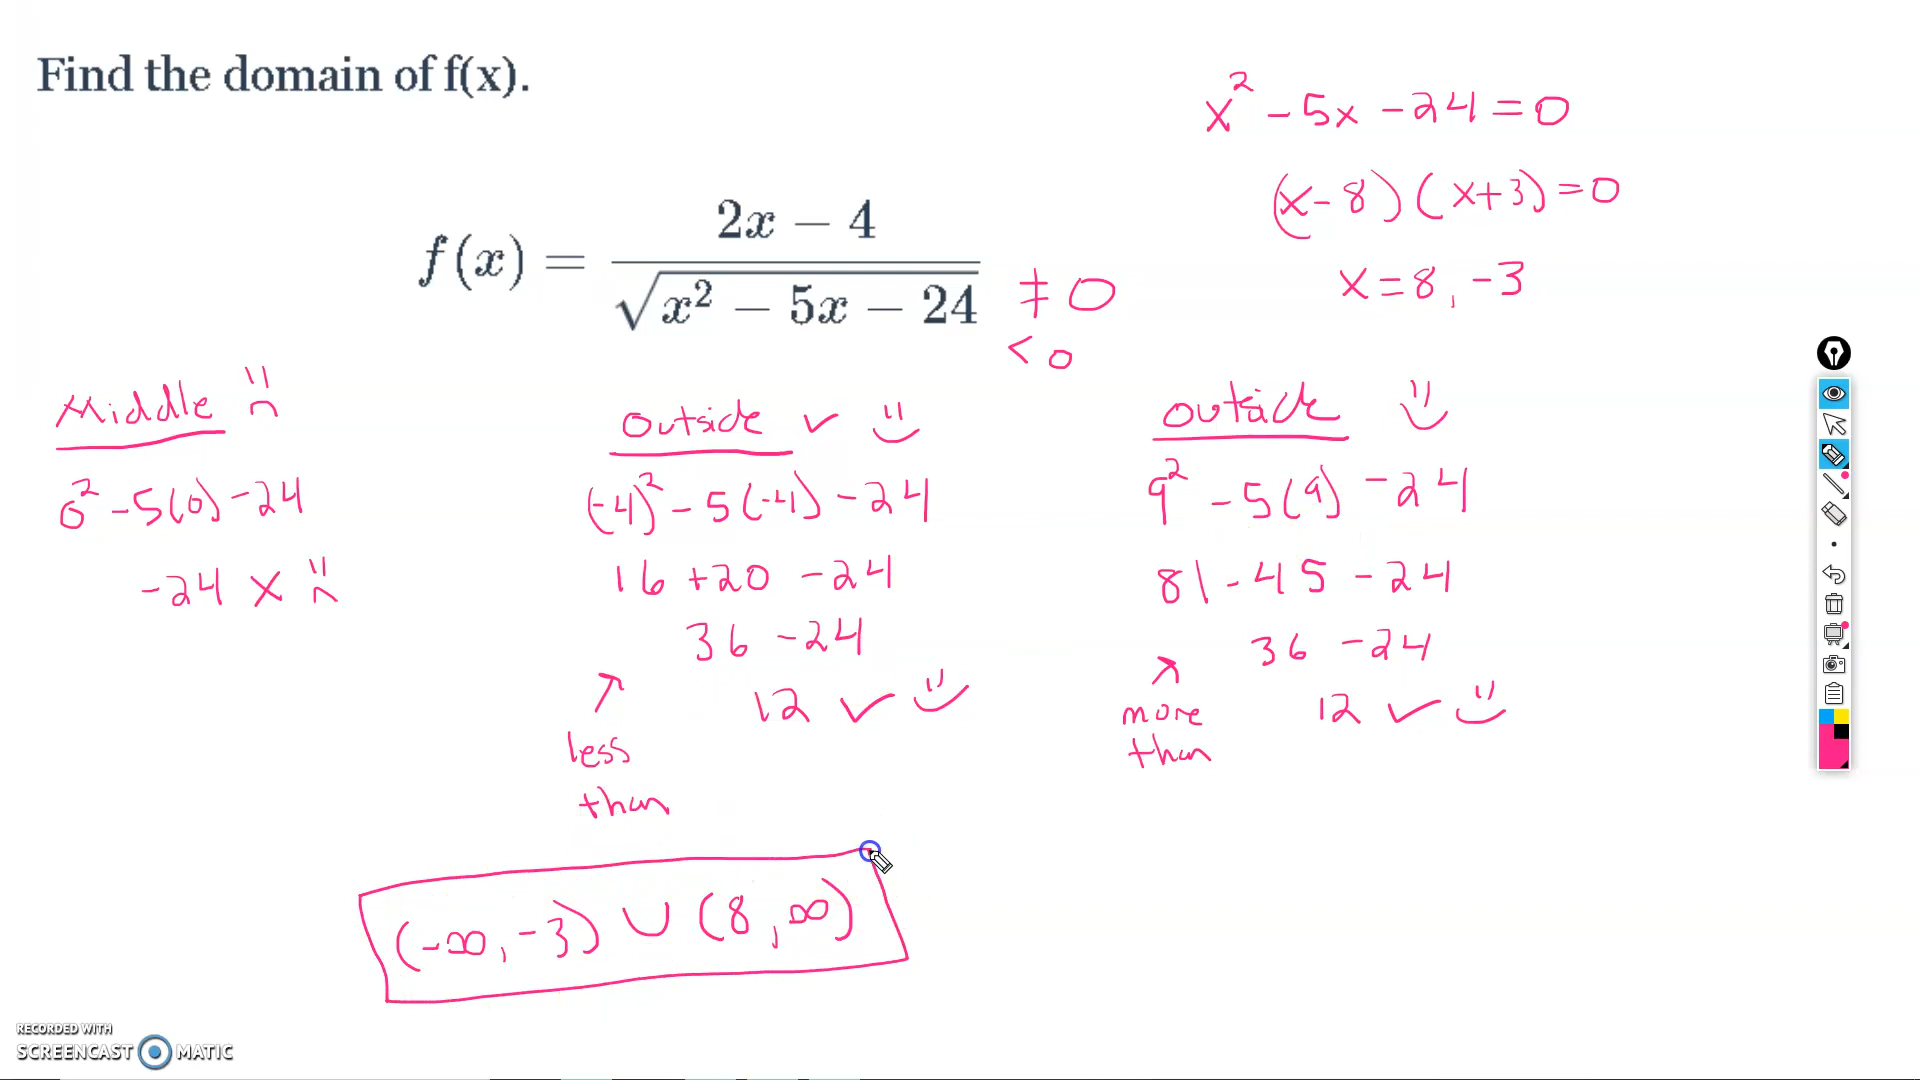 Find the domain of f(x).
f(x) = (2x − 4) / √(x² − 5x − 24)
≠ 0
< 0
x² − 5x − 24 = 0
(x − 8)(x + 3) = 0
x = 8, −3
Middle
0² − 5(0) − 24
−24 x
Outside ✓
(−4)² − 5(−4) − 24
16 + 20 − 24
36 − 24
12 ✓
↑
less
than
Outside
9² − 5(9) − 24
81 − 45 − 24
36 − 24
12 ✓
↑
more
than
(−∞, −3) ∪ (8, ∞)
RECORDED WITH
SCREENCAST MATIC